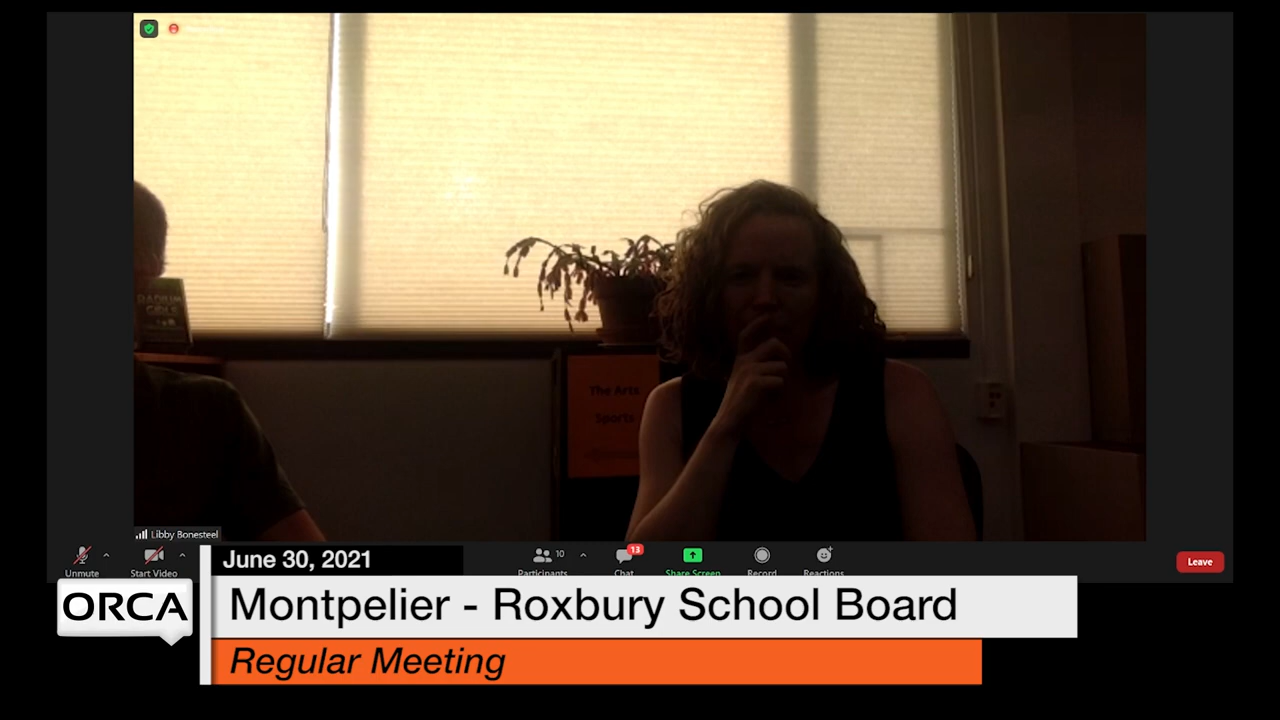 RADIUM
GIRLS
The Arts
Sports
Libby Bonesteel
Unmute
Start Video
Participants
10
Chat
13
Share Screen
Record
Reactions
Leave
June 30, 2021
ORCA
Montpelier - Roxbury School Board
Regular Meeting